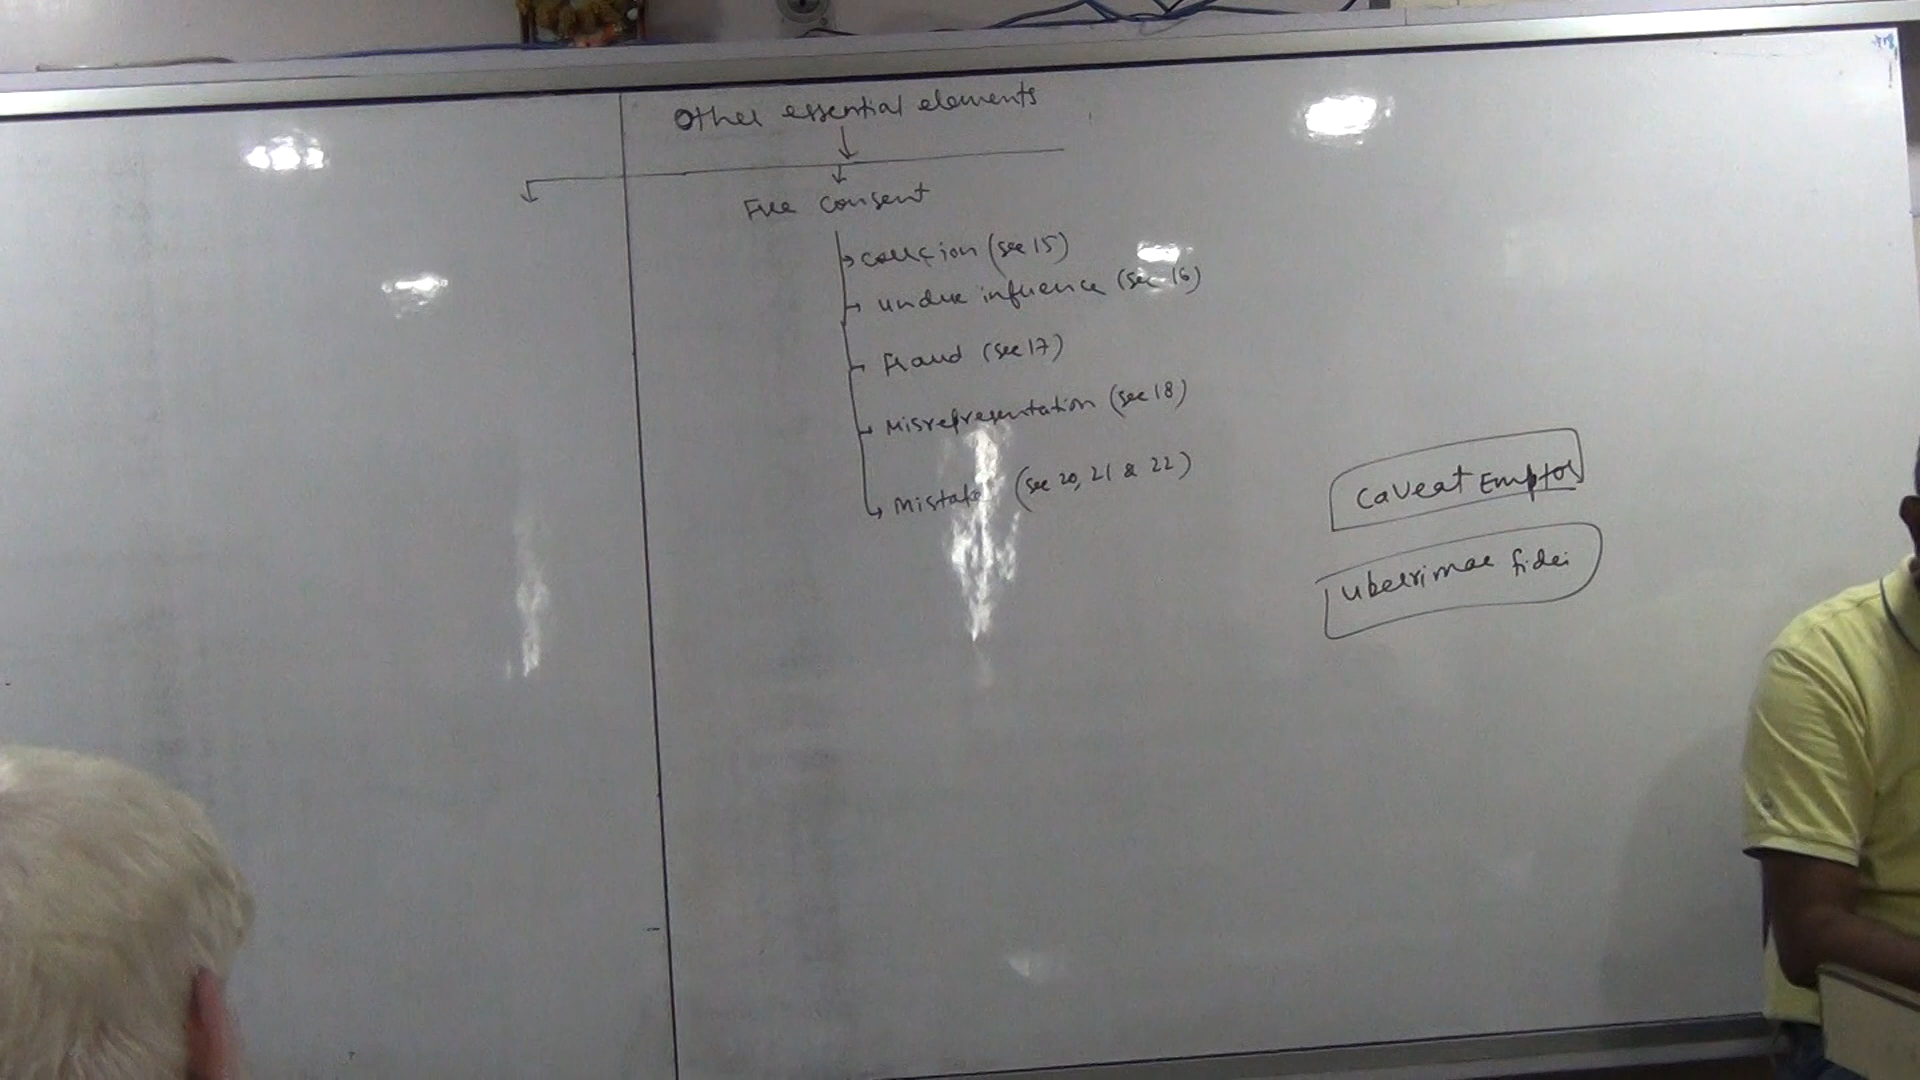 Other essential elements
Free consent
coercion (sec 15)
undue influence (sec 16)
Fraud (sec 17)
Misrepresentation (sec 18)
Mistake (sec 20, 21 & 22)
Caveat Emptor
uberrimae fidei